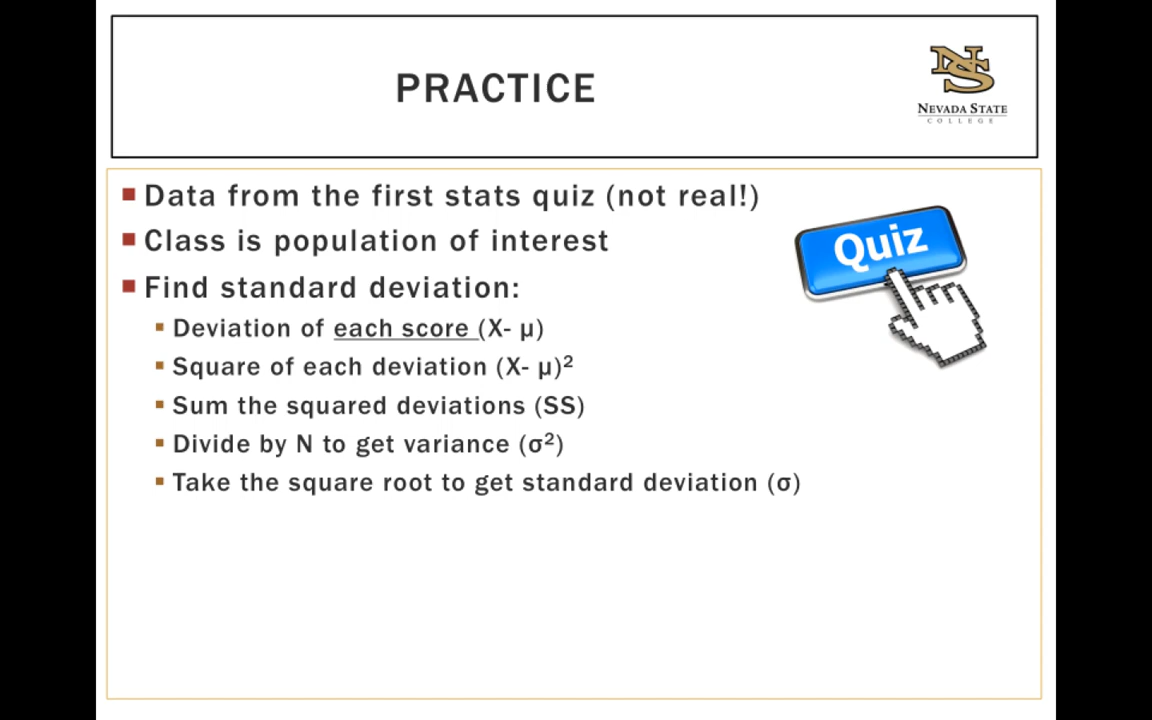 PRACTICE
NS
NEVADA STATE
COLLEGE
Data from the first stats quiz (not real!)
Class is population of interest
Find standard deviation:
Deviation of each score (X- μ)
Square of each deviation (X- μ)²
Sum the squared deviations (SS)
Divide by N to get variance (σ²)
Take the square root to get standard deviation (σ)
Quiz